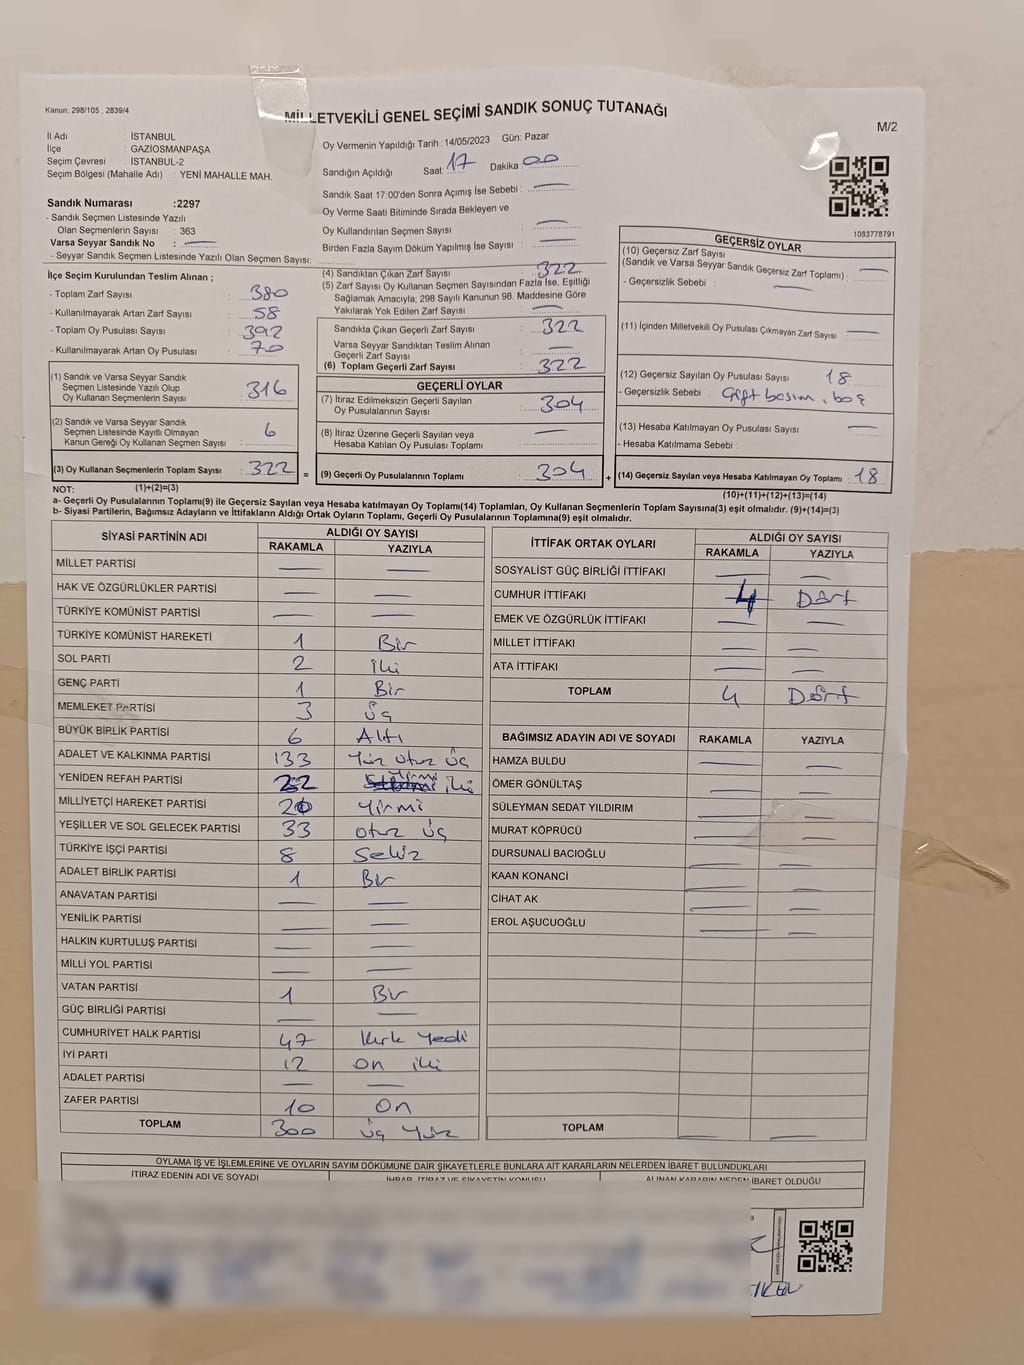 Kanun: 298/105 , 2839/4
MİLLETVEKİLİ GENEL SEÇİMİ SANDIK SONUÇ TUTANAĞI
M/2
İl Adı : İSTANBUL
İlçe : GAZİOSMANPAŞA
Seçim Çevresi : İSTANBUL-2
Seçim Bölgesi (Mahalle Adı) : YENİ MAHALLE MAH.
Sandık Numarası :2297
- Sandık Seçmen Listesinde Yazılı
Olan Seçmenlerin Sayısı : 363
Varsa Seyyar Sandık No : —
- Seyyar Sandık Seçmen Listesinde Yazılı Olan Seçmen Sayısı:
Oy Vermenin Yapıldığı Tarih : 14/05/2023 Gün: Pazar
Sandığın Açıldığı Saat: 17 Dakika : 00
Sandık Saat 17:00'den Sonra Açımış İse Sebebi : —
Oy Verme Saati Bitiminde Sırada Bekleyen ve
Oy Kullandırılan Seçmen Sayısı : —
Birden Fazla Sayım Döküm Yapılmış İse Sayısı : —
1083778791
İlçe Seçim Kurulundan Teslim Alınan ;
- Toplam Zarf Sayısı : 380
- Kullanılmayarak Artan Zarf Sayısı : 58
- Toplam Oy Pusulası Sayısı : 392
- Kullanılmayarak Artan Oy Pusulası : 70
(1) Sandık ve Varsa Seyyar Sandık
Seçmen Listesinde Yazılı Olup
Oy Kullanan Seçmenlerin Sayısı : 316
(2) Sandık ve Varsa Seyyar Sandık
Seçmen Listesinde Kayıtlı Olmayan
Kanun Gereği Oy Kullanan Seçmen Sayısı : 6
(3) Oy Kullanan Seçmenlerin Toplam Sayısı : 322
(1)+(2)=(3)
(4) Sandıktan Çıkan Zarf Sayısı : 322
(5) Zarf Sayısı Oy Kullanan Seçmen Sayısından Fazla İse, Eşitliği
Sağlamak Amacıyla; 298 Sayılı Kanunun 98. Maddesine Göre
Yakılarak Yok Edilen Zarf Sayısı : —
Sandıkta Çıkan Geçerli Zarf Sayısı : 322
Varsa Seyyar Sandıktan Teslim Alınan
Geçerli Zarf Sayısı : —
(6) Toplam Geçerli Zarf Sayısı : 322
GEÇERLİ OYLAR
(7) İtiraz Edilmeksizin Geçerli Sayılan
Oy Pusulalarının Sayısı : 304
(8) İtiraz Üzerine Geçerli Sayılan veya
Hesaba Katılan Oy Pusulası Toplamı : —
= (9) Geçerli Oy Pusulalarının Toplamı : 304
GEÇERSİZ OYLAR
(10) Geçersiz Zarf Sayısı
(Sandık ve Varsa Seyyar Sandık Geçersiz Zarf Toplamı) : —
- Geçersizlik Sebebi : —
(11) İçinden Milletvekili Oy Pusulası Çıkmayan Zarf Sayısı : —
(12) Geçersiz Sayılan Oy Pusulası Sayısı : 18
- Geçersizlik Sebebi : Çift basım, boş
(13) Hesaba Katılmayan Oy Pusulası Sayısı : —
- Hesaba Katılmama Sebebi :
+ (14) Geçersiz Sayılan veya Hesaba Katılmayan Oy Toplamı : 18
(10)+(11)+(12)+(13)=(14)
NOT:
a- Geçerli Oy Pusulalarının Toplamı(9) ile Geçersiz Sayılan veya Hesaba katılmayan Oy Toplamı(14) Toplamları, Oy Kullanan Seçmenlerin Toplam Sayısına(3) eşit olmalıdır. (9)+(14)=(3)
b- Siyasi Partilerin, Bağımsız Adayların ve İttifakların Aldığı Ortak Oyların Toplamı, Geçerli Oy Pusulalarının Toplamına(9) eşit olmalıdır.
SİYASİ PARTİNİN ADI ALDIĞI OY SAYISI
RAKAMLA YAZIYLA
MİLLET PARTİSİ — —
HAK VE ÖZGÜRLÜKLER PARTİSİ — —
TÜRKİYE KOMÜNİST PARTİSİ — —
TÜRKİYE KOMÜNİST HAREKETİ 1 Bir
SOL PARTİ 2 iki
GENÇ PARTİ 1 Bir
MEMLEKET PARTİSİ 3 üç
BÜYÜK BİRLİK PARTİSİ 6 Altı
ADALET VE KALKINMA PARTİSİ 133 Yüz otuz üç
YENİDEN REFAH PARTİSİ 22 Yirmi iki
MİLLİYETÇİ HAREKET PARTİSİ 20 Yirmi
YEŞİLLER VE SOL GELECEK PARTİSİ 33 otuz üç
TÜRKİYE İŞÇİ PARTİSİ 8 Sekiz
ADALET BİRLİK PARTİSİ 1 Bir
ANAVATAN PARTİSİ — —
YENİLİK PARTİSİ — —
HALKIN KURTULUŞ PARTİSİ — —
MİLLİ YOL PARTİSİ — —
VATAN PARTİSİ 1 Bir
GÜÇ BİRLİĞİ PARTİSİ — —
CUMHURİYET HALK PARTİSİ 47 Kırk Yedi
İYİ PARTİ 12 on iki
ADALET PARTİSİ — —
ZAFER PARTİSİ 10 On
TOPLAM 300 üç Yüz
İTTİFAK ORTAK OYLARI ALDIĞI OY SAYISI
RAKAMLA YAZIYLA
SOSYALİST GÜÇ BİRLİĞİ İTTİFAKI — —
CUMHUR İTTİFAKI 4 Dört
EMEK VE ÖZGÜRLÜK İTTİFAKI — —
MİLLET İTTİFAKI — —
ATA İTTİFAKI — —
TOPLAM 4 Dört
BAĞIMSIZ ADAYIN ADI VE SOYADI RAKAMLA YAZIYLA
HAMZA BULDU — —
ÖMER GÖNÜLTAŞ — —
SÜLEYMAN SEDAT YILDIRIM — —
MURAT KÖPRÜCÜ — —
DURSUNALİ BACIOĞLU — —
KAAN KONANCİ — —
CİHAT AK — —
EROL AŞUCUOĞLU — —
TOPLAM — —
OYLAMA İŞ VE İŞLEMLERİNE VE OYLARIN SAYIM DÖKÜMÜNE DAİR ŞİKAYETLERLE BUNLARA AİT KARARLARIN NELERDEN İBARET BULUNDUKLARI
İTİRAZ EDENİN ADI VE SOYADI İHBAR, İTİRAZ VE ŞİKAYETİN KONUSU ALINAN KARARIN NEDEN İBARET OLDUĞU